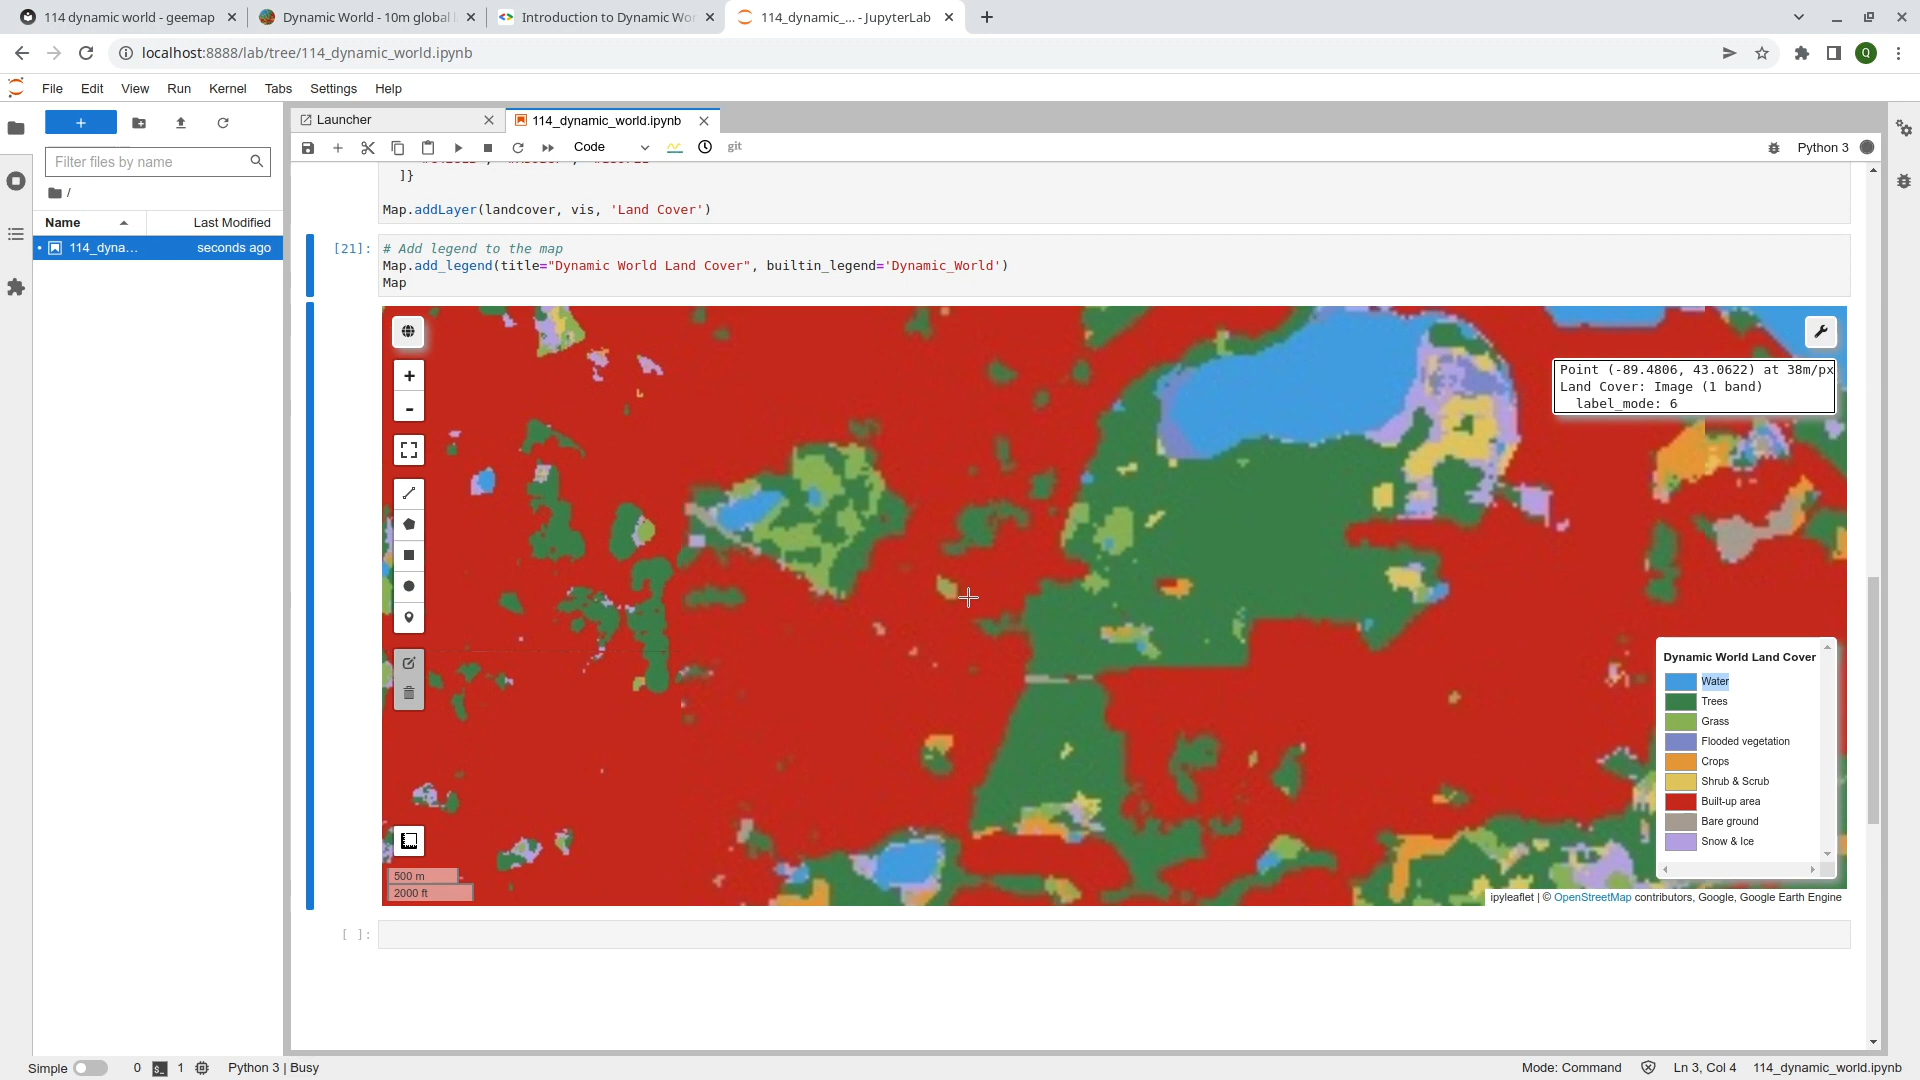 114 dynamic world - geemap
Dynamic World - 10m global l
Introduction to Dynamic Wor
114_dynamic_... - JupyterLab
localhost:8888/lab/tree/114_dynamic_world.ipynb
Q
File Edit View Run Kernel Tabs Settings Help
Launcher
114_dynamic_world.ipynb
Code
git
Python 3
Filter files by name
/
Name
Last Modified
114_dyna…
seconds ago
]}
Map.addLayer(landcover, vis, 'Land Cover')
[21]:
# Add legend to the map
Map.add_legend(title="Dynamic World Land Cover", builtin_legend='Dynamic_World')
Map
+
-
Point (-89.4806, 43.0622) at 38m/px
Land Cover: Image (1 band)
label_mode: 6
Dynamic World Land Cover
Water
Trees
Grass
Flooded vegetation
Crops
Shrub & Scrub
Built-up area
Bare ground
Snow & Ice
500 m
2000 ft
ipyleaflet | © OpenStreetMap contributors, Google, Google Earth Engine
[ ]:
Simple
0
1
Python 3 | Busy
Mode: Command
Ln 3, Col 4
114_dynamic_world.ipynb